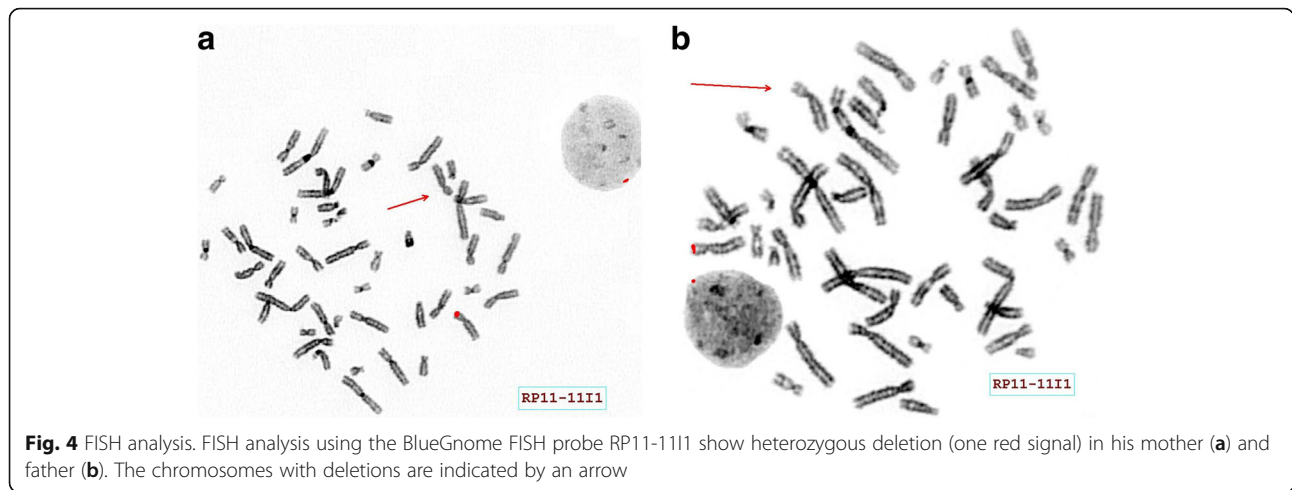 a
b
RP11-11I1
RP11-11I1
Fig. 4 FISH analysis. FISH analysis using the BlueGnome FISH probe RP11-11I1 show heterozygous deletion (one red signal) in his mother (a) and
father (b). The chromosomes with deletions are indicated by an arrow